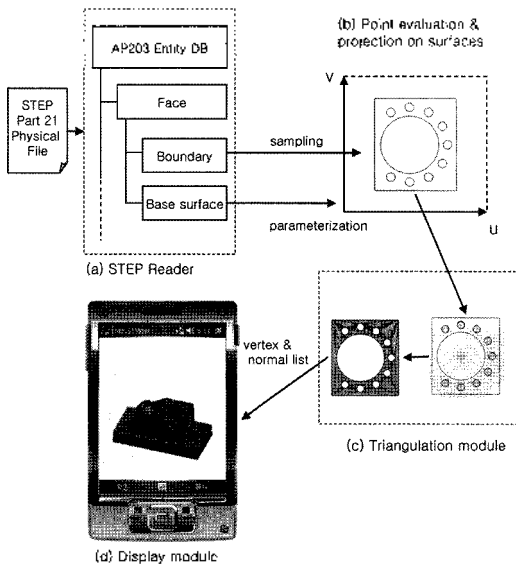 (b) Point evaluation &
projection on surfaces
AP203 Entity DB
STEP
Part 21
Physical
File
Face
Boundary
Base surface
sampling
parameterization
V
U
(a) STEP Reader
vertex &
normal list
(c) Triangulation module
(d) Display module